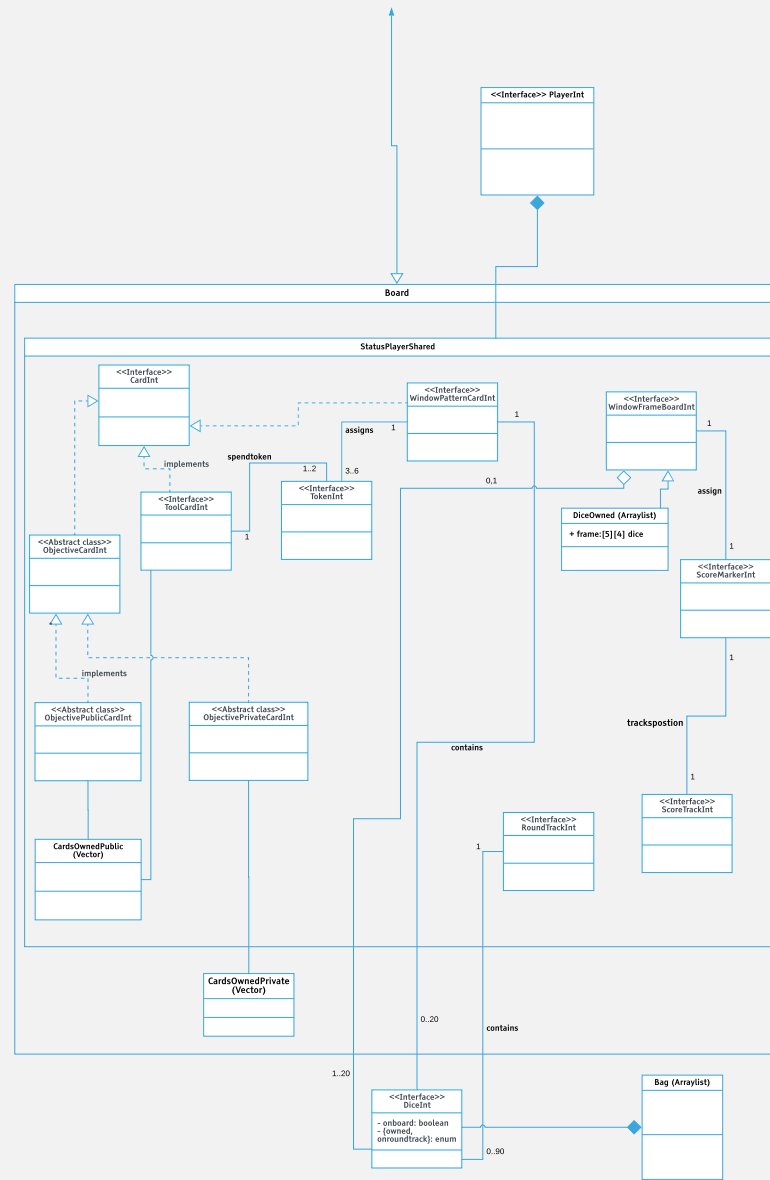 <<Interface>> PlayerInt
Board
StatusPlayerShared
<<Interface>>
CardInt
<<Interface>>
WindowPatternCardInt
<<Interface>>
WindowFrameBoardInt
1
1
1
assigns
spendtoken
implements
1..2
3..6
0,1
assign
<<Interface>>
TokenInt
<<Interface>>
ToolCardInt
1
DiceOwned (Arraylist)
+ frame:[5][4] dice
<<Abstract class>>
ObjectiveCardInt
1
<<Interface>>
ScoreMarkerInt
1
implements
<<Abstract class>>
ObjectivePublicCardInt
<<Abstract class>>
ObjectivePrivateCardInt
trackspostion
contains
1
<<Interface>>
ScoreTrackInt
<<Interface>>
RoundTrackInt
1
CardsOwnedPublic
(Vector)
CardsOwnedPrivate
(Vector)
0..20
contains
1..20
<<Interface>>
DiceInt
- onboard: boolean
- {owned,
onroundtrack}: enum
0..90
Bag (Arraylist)